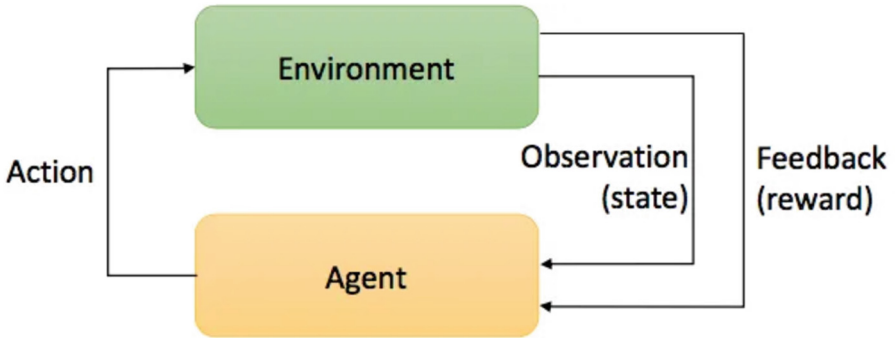 Environment
Action
Observation
(state)
Feedback
(reward)
Agent